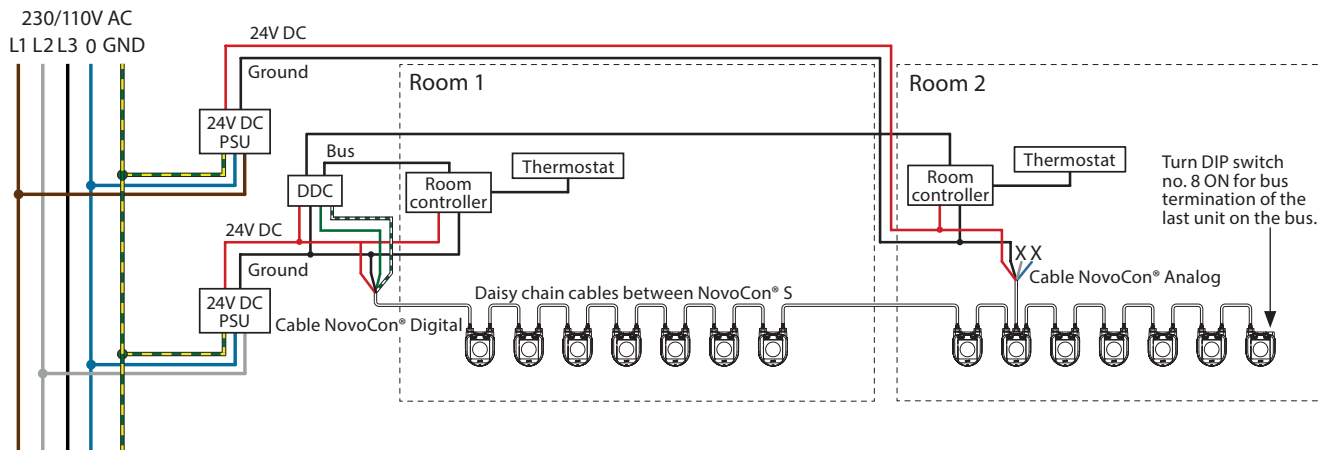 230/110V AC
L1 L2 L3 0 GND
24V DC
Ground
24V DC
PSU
Room 1
Room 2
Bus
DDC
Room
controller
Thermostat
Room
controller
Thermostat
Turn DIP switch
no. 8 ON for bus
termination of the
last unit on the bus.
24V DC
Ground
24V DC
PSU
X X
Cable NovoCon® Analog
Daisy chain cables between NovoCon® S
Cable NovoCon® Digital